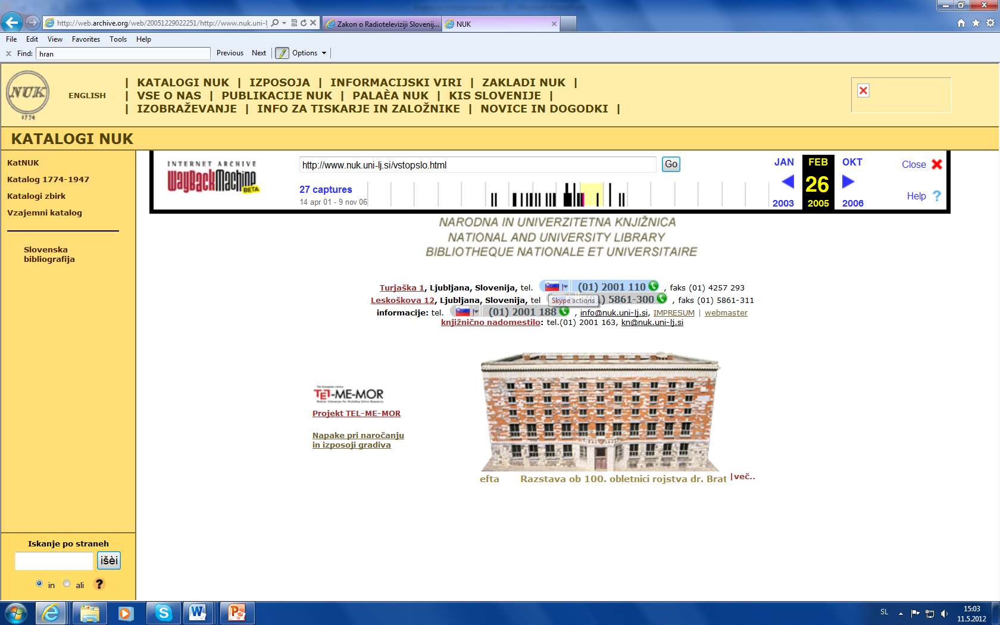 http://web.archive.org/web/20051229022251/http://www.nuk.uni-l
Zakon o Radioteleviziji Slovenij...
NUK
File Edit View Favorites Tools Help
Find: hran Previous Next Options
NUK
1774
ENGLISH
| KATALOGI NUK | IZPOSOJA | INFORMACIJSKI VIRI | ZAKLADI NUK |
| VSE O NAS | PUBLIKACIJE NUK | PALAÈA NUK | KIS SLOVENIJE |
| IZOBRAŽEVANJE | INFO ZA TISKARJE IN ZALOŽNIKE | NOVICE IN DOGODKI |
KATALOGI NUK
KatNUK
Katalog 1774-1947
Katalogi zbirk
Vzajemni katalog
Slovenska
bibliografija
INTERNET ARCHIVE
WayBackMachine
BETA
http://www.nuk.uni-lj.si/vstopslo.html
Go
27 captures
14 apr 01 - 9 nov 06
JAN FEB OKT
26
2003 2005 2006
Close
Help ?
NARODNA IN UNIVERZITETNA KNJIŽNICA
NATIONAL AND UNIVERSITY LIBRARY
BIBLIOTHEQUE NATIONALE ET UNIVERSITAIRE
Turjaška 1, Ljubljana, Slovenija, tel. (01) 2001 110 , faks (01) 4257 293
Leskoškova 12, Ljubljana, Slovenija, tel 1) 5861-300 , faks (01) 5861-311
Skype actions
informacije: tel. (01) 2001 188 , info@nuk.uni-lj.si, IMPRESUM | webmaster
knjižnično nadomestilo: tel.(01) 2001 163, kn@nuk.uni-lj.si
The European Library
TEL-ME-MOR
Projekt TEL-ME-MOR
Napake pri naročanju
in izposoji gradiva
efta Razstava ob 100. obletnici rojstva dr. Brat |več..
Iskanje po straneh
išèi
in ali ?
SL
15:03
11.5.2012